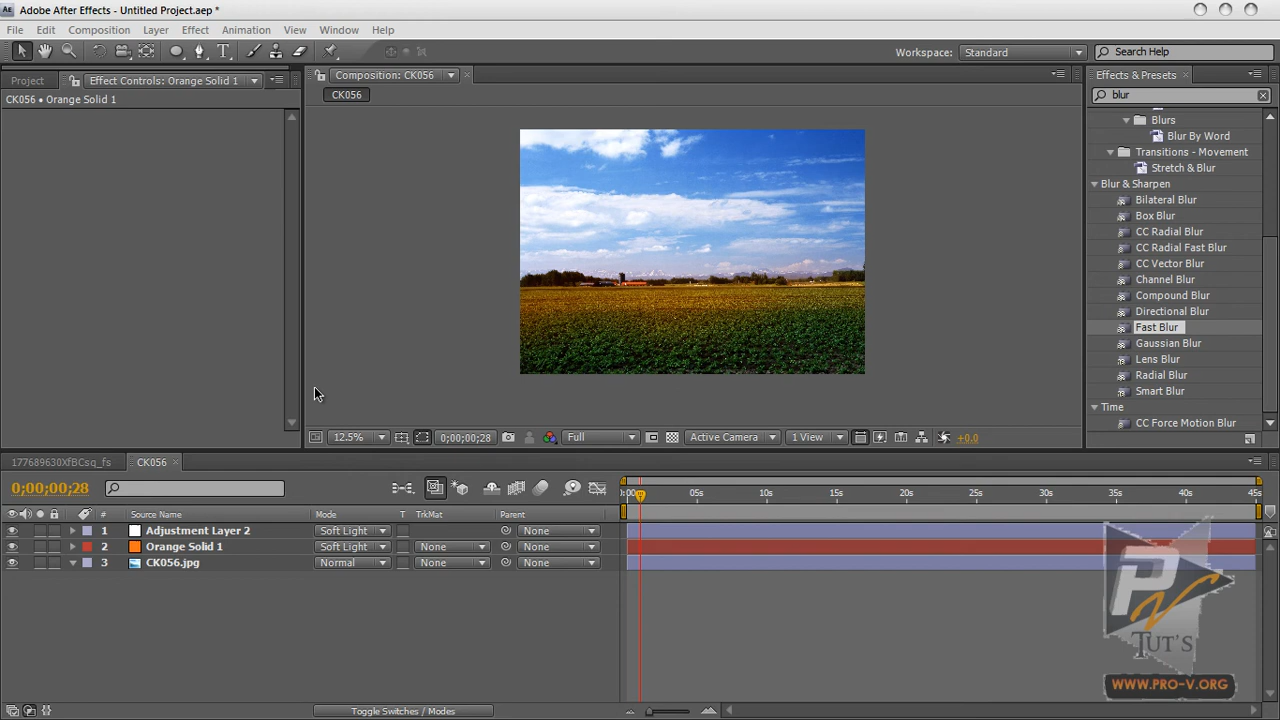 Ae Adobe After Effects - Untitled Project.aep *
File Edit Composition Layer Effect Animation View Window Help
Workspace: Standard Search Help
Project Effect Controls: Orange Solid 1
Composition: CK056
Effects & Presets
CK056 • Orange Solid 1
CK056
blur
Blurs
Blur By Word
Transitions - Movement
Stretch & Blur
Blur & Sharpen
Bilateral Blur
Box Blur
CC Radial Blur
CC Radial Fast Blur
CC Vector Blur
Channel Blur
Compound Blur
Directional Blur
Fast Blur
Gaussian Blur
Lens Blur
Radial Blur
Smart Blur
Time
CC Force Motion Blur
12.5% 0;00;00;28 Full Active Camera 1 View +0.0
177689630XfBCsq_fs CK056
0;00;00;28
05s 10s 15s 20s 25s 30s 35s 40s 45s
# Source Name Mode T TrkMat Parent
1 Adjustment Layer 2 Soft Light None
2 Orange Solid 1 Soft Light None None
3 CK056.jpg Normal None None
PV
TUT'S
WWW.PRO-V.ORG
Toggle Switches / Modes